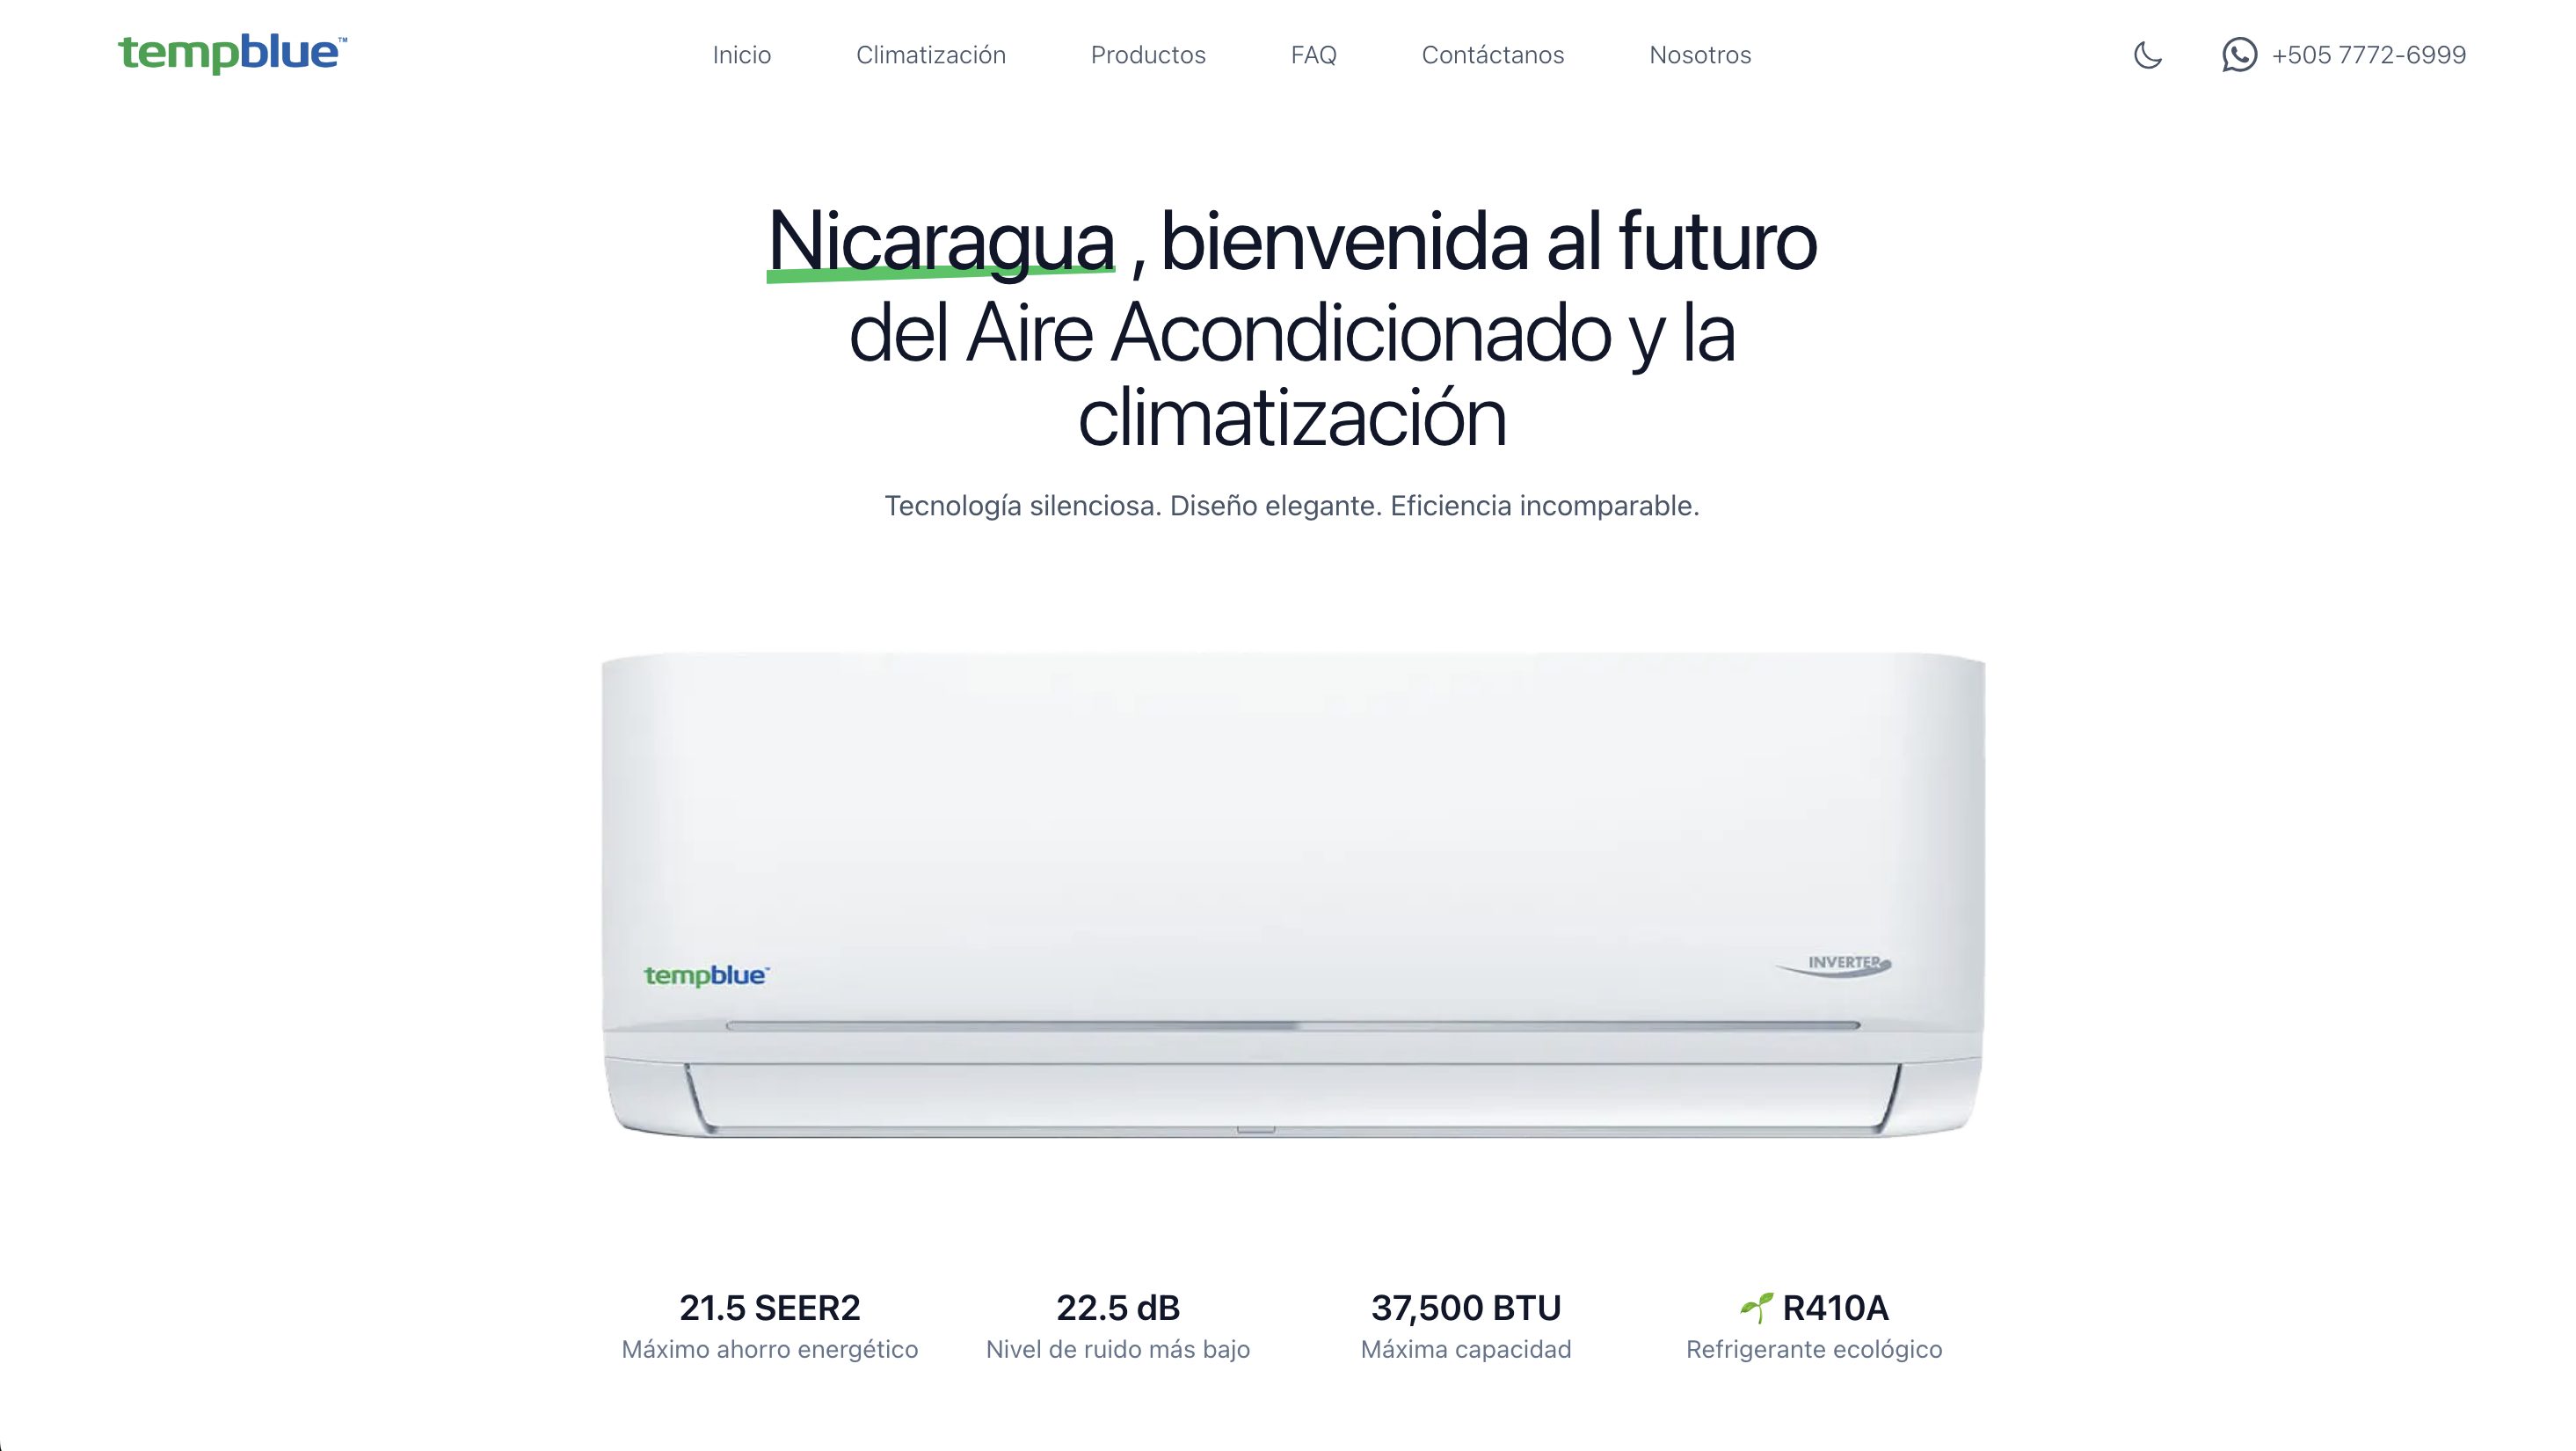 tempblue™
Inicio
Climatización
Productos
FAQ
Contáctanos
Nosotros
+505 7772-6999
Nicaragua , bienvenida al futuro
del Aire Acondicionado y la
climatización
Tecnología silenciosa. Diseño elegante. Eficiencia incomparable.
tempblue™
INVERTER
21.5 SEER2
Máximo ahorro energético
22.5 dB
Nivel de ruido más bajo
37,500 BTU
Máxima capacidad
R410A
Refrigerante ecológico